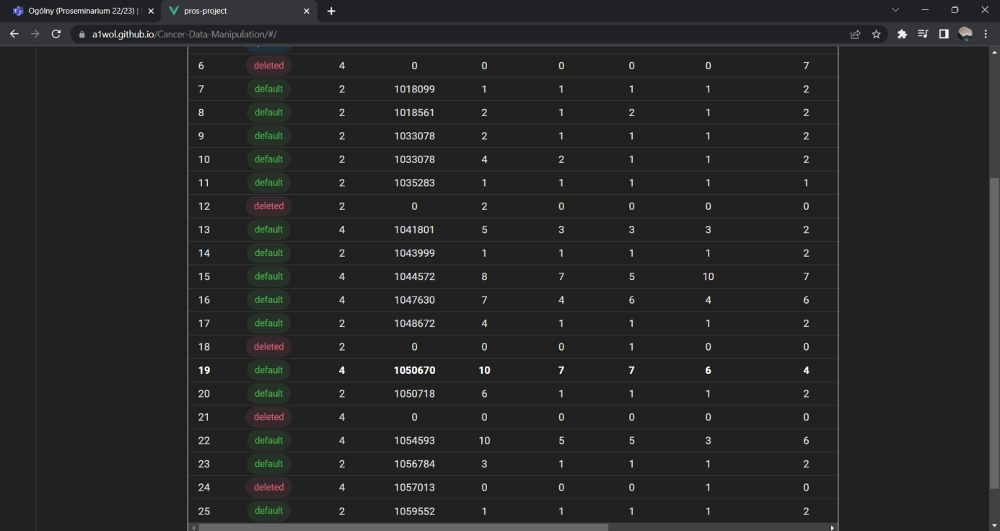 Ogólny (Proseminarium 22/23) |
pros-project
a1wol.github.io/Cancer-Data-Manipulation/#/
6 deleted 4 0 0 0 0 0 7
7 default 2 1018099 1 1 1 1 2
8 default 2 1018561 2 1 2 1 2
9 default 2 1033078 2 1 1 1 2
10 default 2 1033078 4 2 1 1 2
11 default 2 1035283 1 1 1 1 1
12 deleted 2 0 2 0 0 0 0
13 default 4 1041801 5 3 3 3 2
14 default 2 1043999 1 1 1 1 2
15 default 4 1044572 8 7 5 10 7
16 default 4 1047630 7 4 6 4 6
17 default 2 1048672 4 1 1 1 2
18 deleted 2 0 0 0 1 0 0
19 default 4 1050670 10 7 7 6 4
20 default 2 1050718 6 1 1 1 2
21 deleted 4 0 0 0 0 0 0
22 default 4 1054593 10 5 5 3 6
23 default 2 1056784 3 1 1 1 2
24 deleted 4 1057013 0 0 0 1 0
25 default 2 1059552 1 1 1 1 2